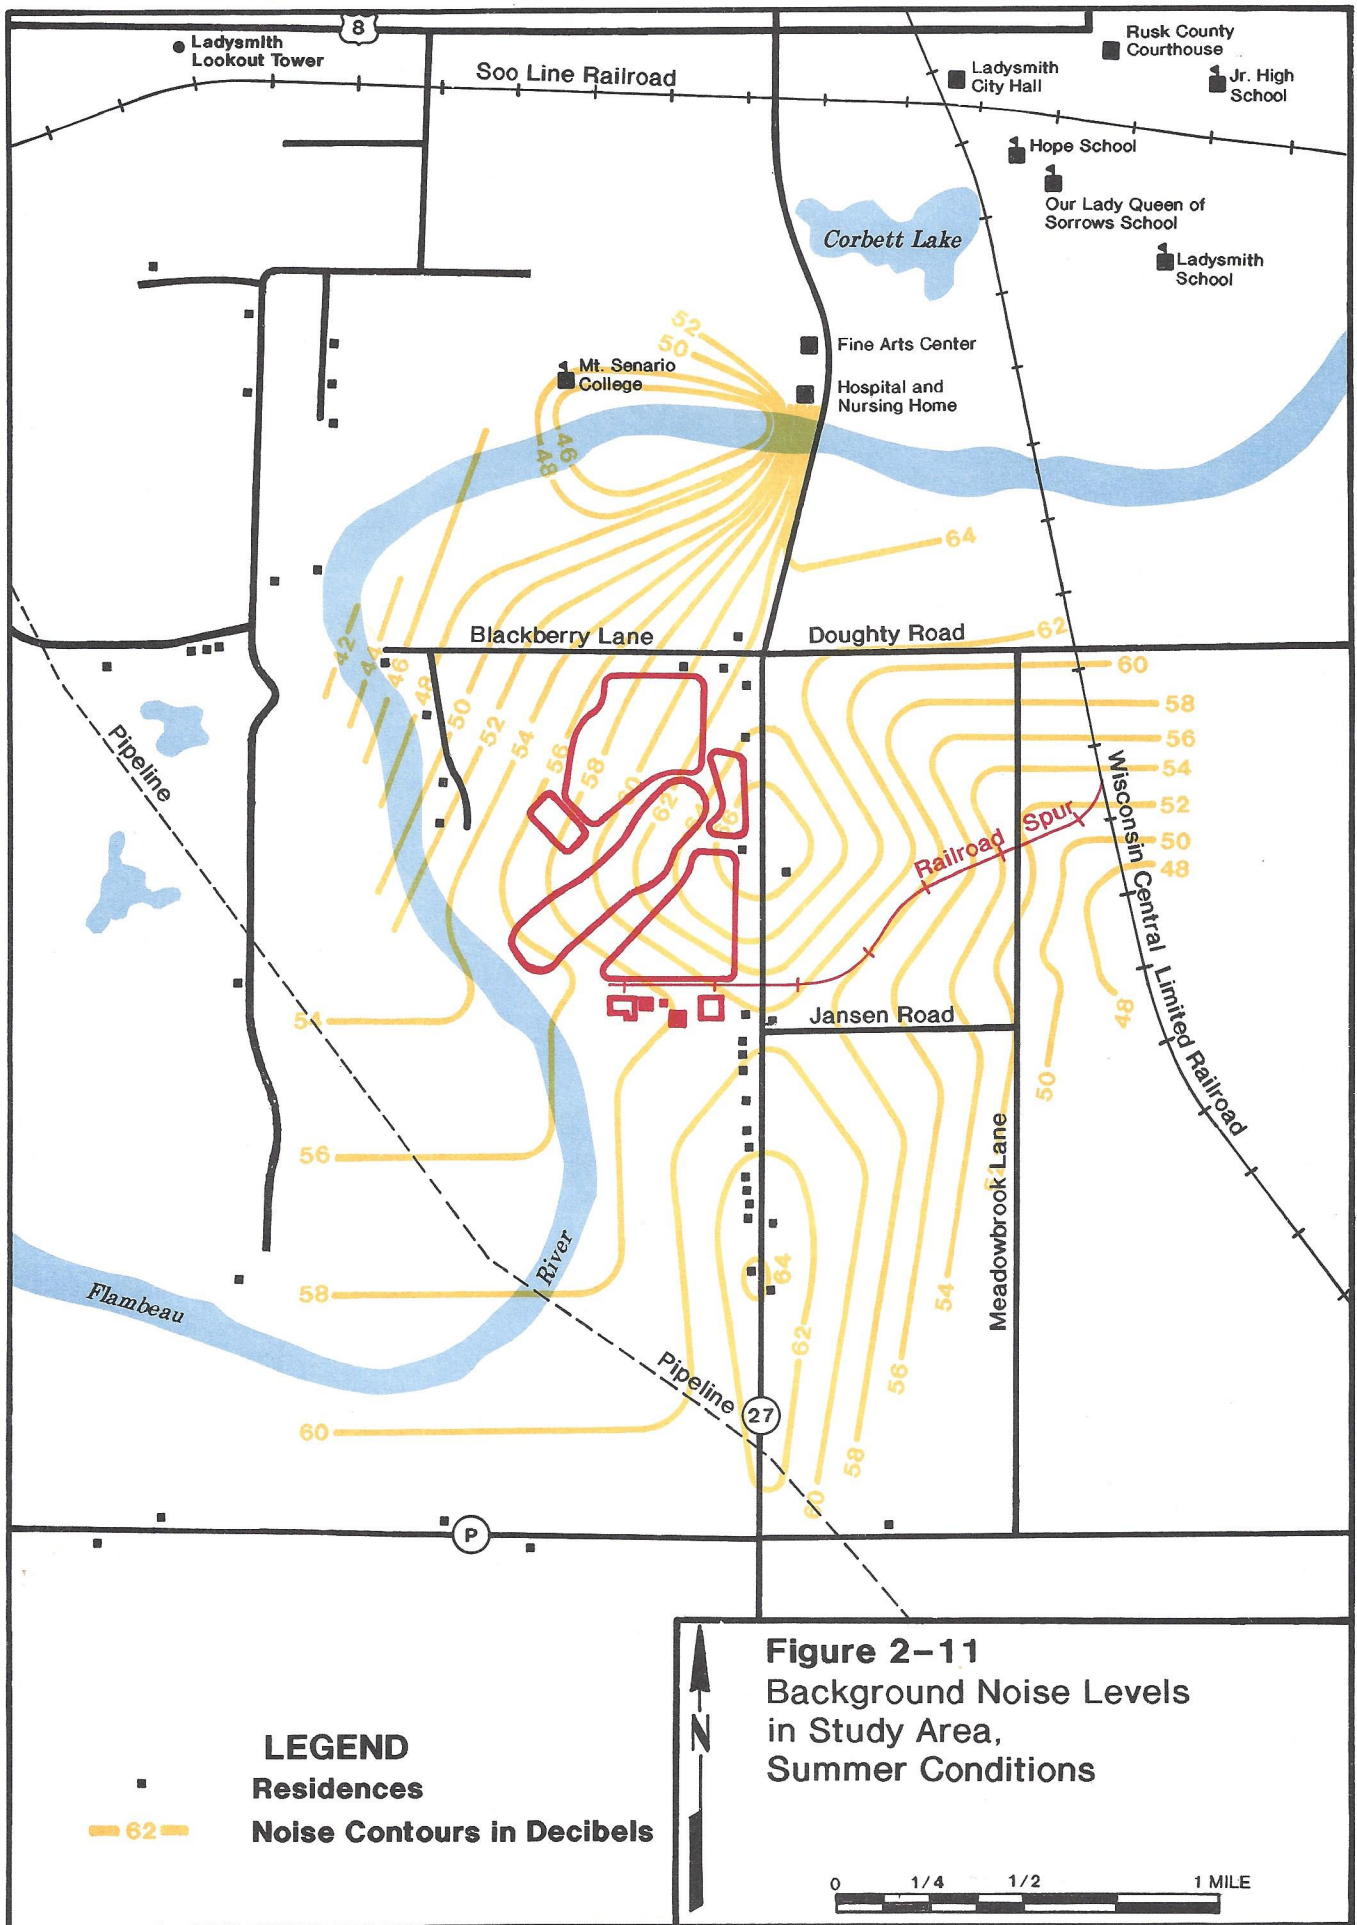 8
Ladysmith
Lookout Tower
Soo Line Railroad
Ladysmith
City Hall
Rusk County
Courthouse
Jr. High
School
Hope School
Our Lady Queen of
Sorrows School
Ladysmith
School
Corbett Lake
52
50
Fine Arts Center
Mt. Senario
College
Hospital and
Nursing Home
46
48
64
Blackberry Lane
Doughty Road
62
60
58
56
54
52
50
48
42
44
46
48
50
52
54
56
58
60
62
64
66
Pipeline
Railroad Spur
Wisconsin Central Limited Railroad
48
50
54
Jansen Road
56
Meadowbrook Lane
52
58
River
Flambeau
64
54
62
56
Pipeline
27
60
58
60
P
Figure 2-11
Background Noise Levels
in Study Area,
Summer Conditions
N
LEGEND
Residences
62 Noise Contours in Decibels
0 1/4 1/2 1 MILE